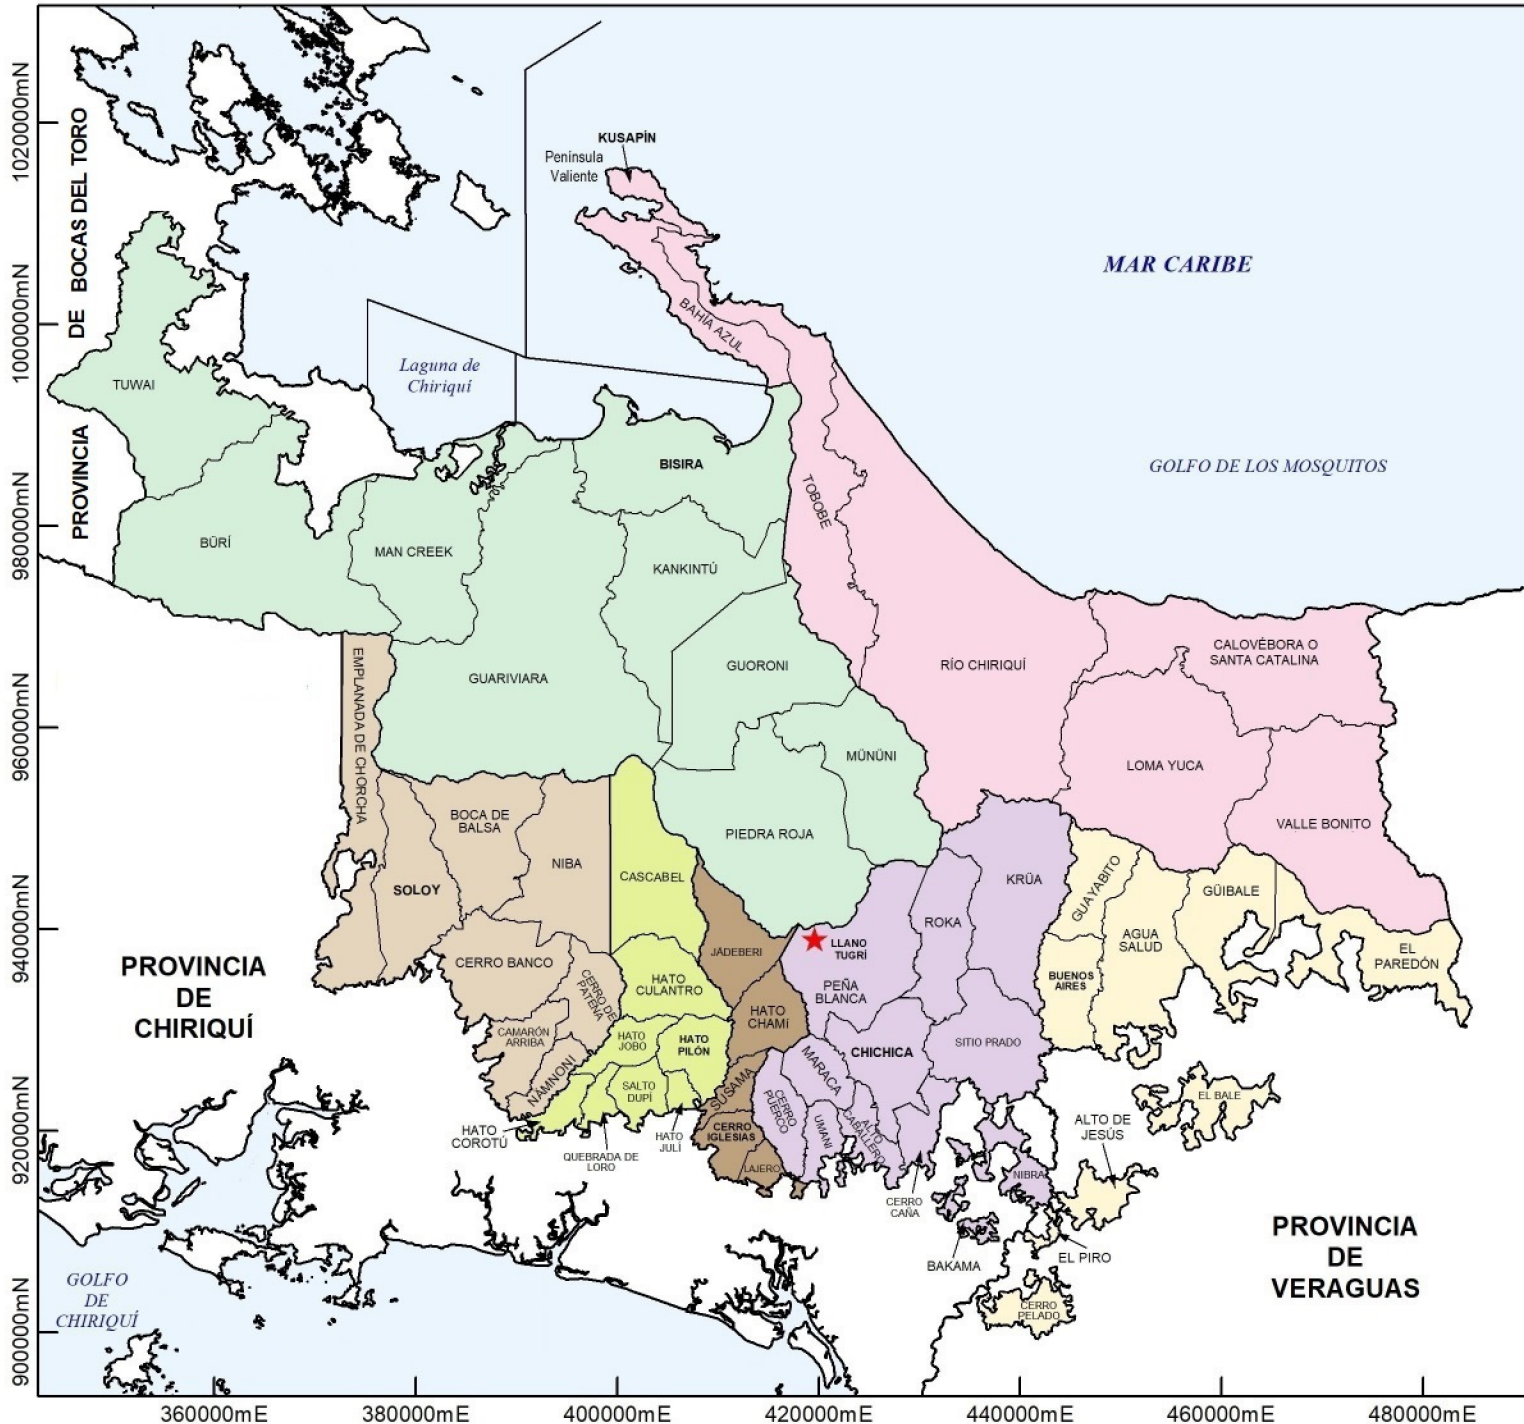 1020000mN
1000000mN
980000mN
960000mN
940000mN
920000mN
900000mN
PROVINCIA DE BOCAS DEL TORO
KUSAPÍN
Península
Valiente
MAR CARIBE
BAHÍA AZUL
Laguna de
Chiriquí
TUWAI
BISIRA
GOLFO DE LOS MOSQUITOS
TOBOBE
BŪRÍ
MAN CREEK
KANKINTÚ
CALOVÉBORA O
SANTA CATALINA
GUORONI
RÍO CHIRIQUÍ
GUARIVIARA
EMPLANADA DE CHORCHA
MÜNÜNI
LOMA YUCA
BOCA DE
BALSA
PIEDRA ROJA
VALLE BONITO
NIBA
CASCABEL
SOLOY
KRÜA
GUAYABITO
GÜIBALE
ROKA
AGUA
SALUD
LLANO
TUGRÍ
JÄDEBERI
EL
PAREDÓN
CERRO BANCO
PROVINCIA
DE
CHIRIQUÍ
CERRO DE
PATENA
HATO
CULANTRO
PEÑA
BLANCA
BUENOS
AIRES
HATO
CHAMÍ
CAMARÓN
ARRIBA
HATO
JOBO
HATO
PILÓN
MARACA
CHICHICA
SITIO PRADO
NÄMNONI
SALTO
DUPÍ
SUSAMA
CERRO
PUERCO
UMANI
ALTO
CABALLERO
EL BALE
HATO
COROTÚ
QUEBRADA DE
LORO
HATO
JULÍ
CERRO
IGLESIAS
LAJERO
ALTO DE
JESÚS
NIBRA
CERRO
CAÑA
BAKAMA
EL PIRO
PROVINCIA
DE
VERAGUAS
GOLFO
DE
CHIRIQUÍ
CERRO
PELADO
360000mE
380000mE
400000mE
420000mE
440000mE
460000mE
480000mE